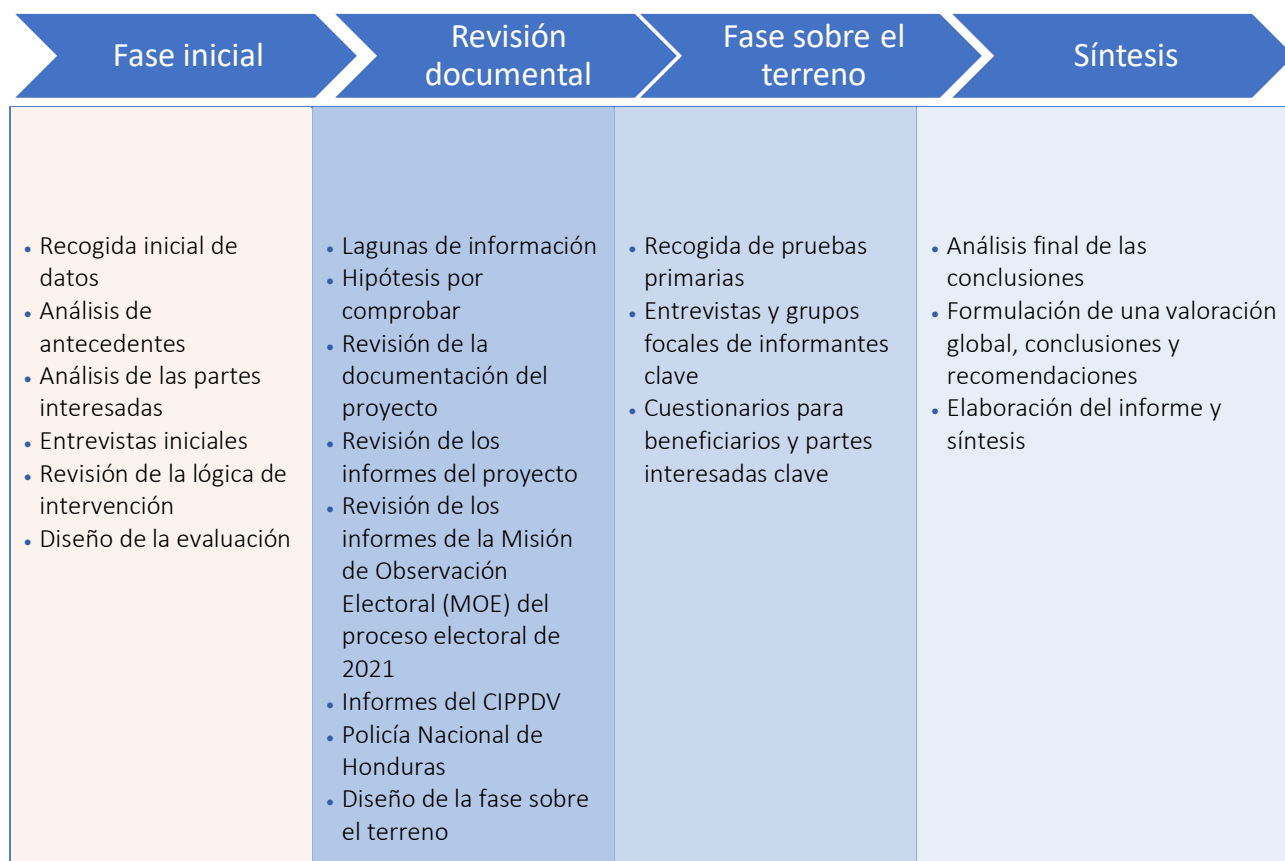 Fase inicial
Revisión
documental
Fase sobre el
terreno
Síntesis
• Recogida inicial de
datos
• Análisis de
antecedentes
• Análisis de las partes
interesadas
• Entrevistas iniciales
• Revisión de la lógica de
intervención
• Diseño de la evaluación
• Lagunas de información
• Hipótesis por
comprobar
• Revisión de la
documentación del
proyecto
• Revisión de los
informes del proyecto
• Revisión de los
informes de la Misión
de Observación
Electoral (MOE) del
proceso electoral de
2021
• Informes del CIPPDV
• Policía Nacional de
Honduras
• Diseño de la fase sobre
el terreno
• Recogida de pruebas
primarias
• Entrevistas y grupos
focales de informantes
clave
• Cuestionarios para
beneficiarios y partes
interesadas clave
• Análisis final de las
conclusiones
• Formulación de una valoración
global, conclusiones y
recomendaciones
• Elaboración del informe y
síntesis